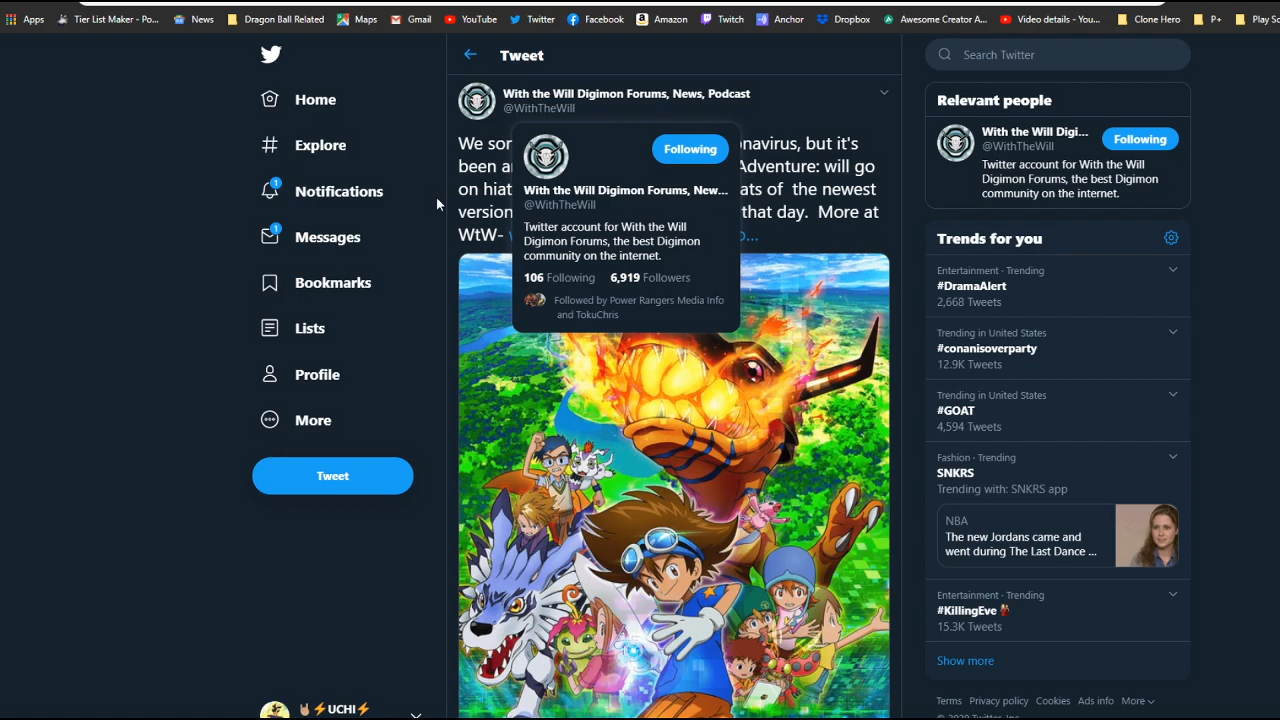 Apps
Tier List Maker - Po...
News
Dragon Ball Related
Maps
Gmail
YouTube
Twitter
Facebook
Amazon
Twitch
Anchor
Dropbox
Awesome Creator A...
Video details - You...
Clone Hero
P+
Play So
Home
Explore
1
Notifications
1
Messages
Bookmarks
Lists
Profile
More
Tweet
⚡UCHI⚡
Tweet
With the Will Digimon Forums, News, Podcast
@WithTheWill
We sor onavirus, but it's
been a Adventure: will go
on hiat ats of the newest
version that day. More at
WtW- o...
Following
With the Will Digimon Forums, New...
@WithTheWill
Twitter account for With the Will
Digimon Forums, the best Digimon
community on the internet.
106 Following 6,919 Followers
Followed by Power Rangers Media Info
and TokuChris
Search Twitter
Relevant people
With the Will Digi...
@WithTheWill
Following
Twitter account for With the Will
Digimon Forums, the best Digimon
community on the internet.
Trends for you
Entertainment · Trending
#DramaAlert
2,668 Tweets
Trending in United States
#conanisoverparty
12.9K Tweets
Trending in United States
#GOAT
4,594 Tweets
Fashion · Trending
SNKRS
Trending with: SNKRS app
NBA
The new Jordans came and
went during The Last Dance ...
Entertainment · Trending
#KillingEve
15.3K Tweets
Show more
Terms Privacy policy Cookies Ads info More
© 2020 Twitter, Inc.